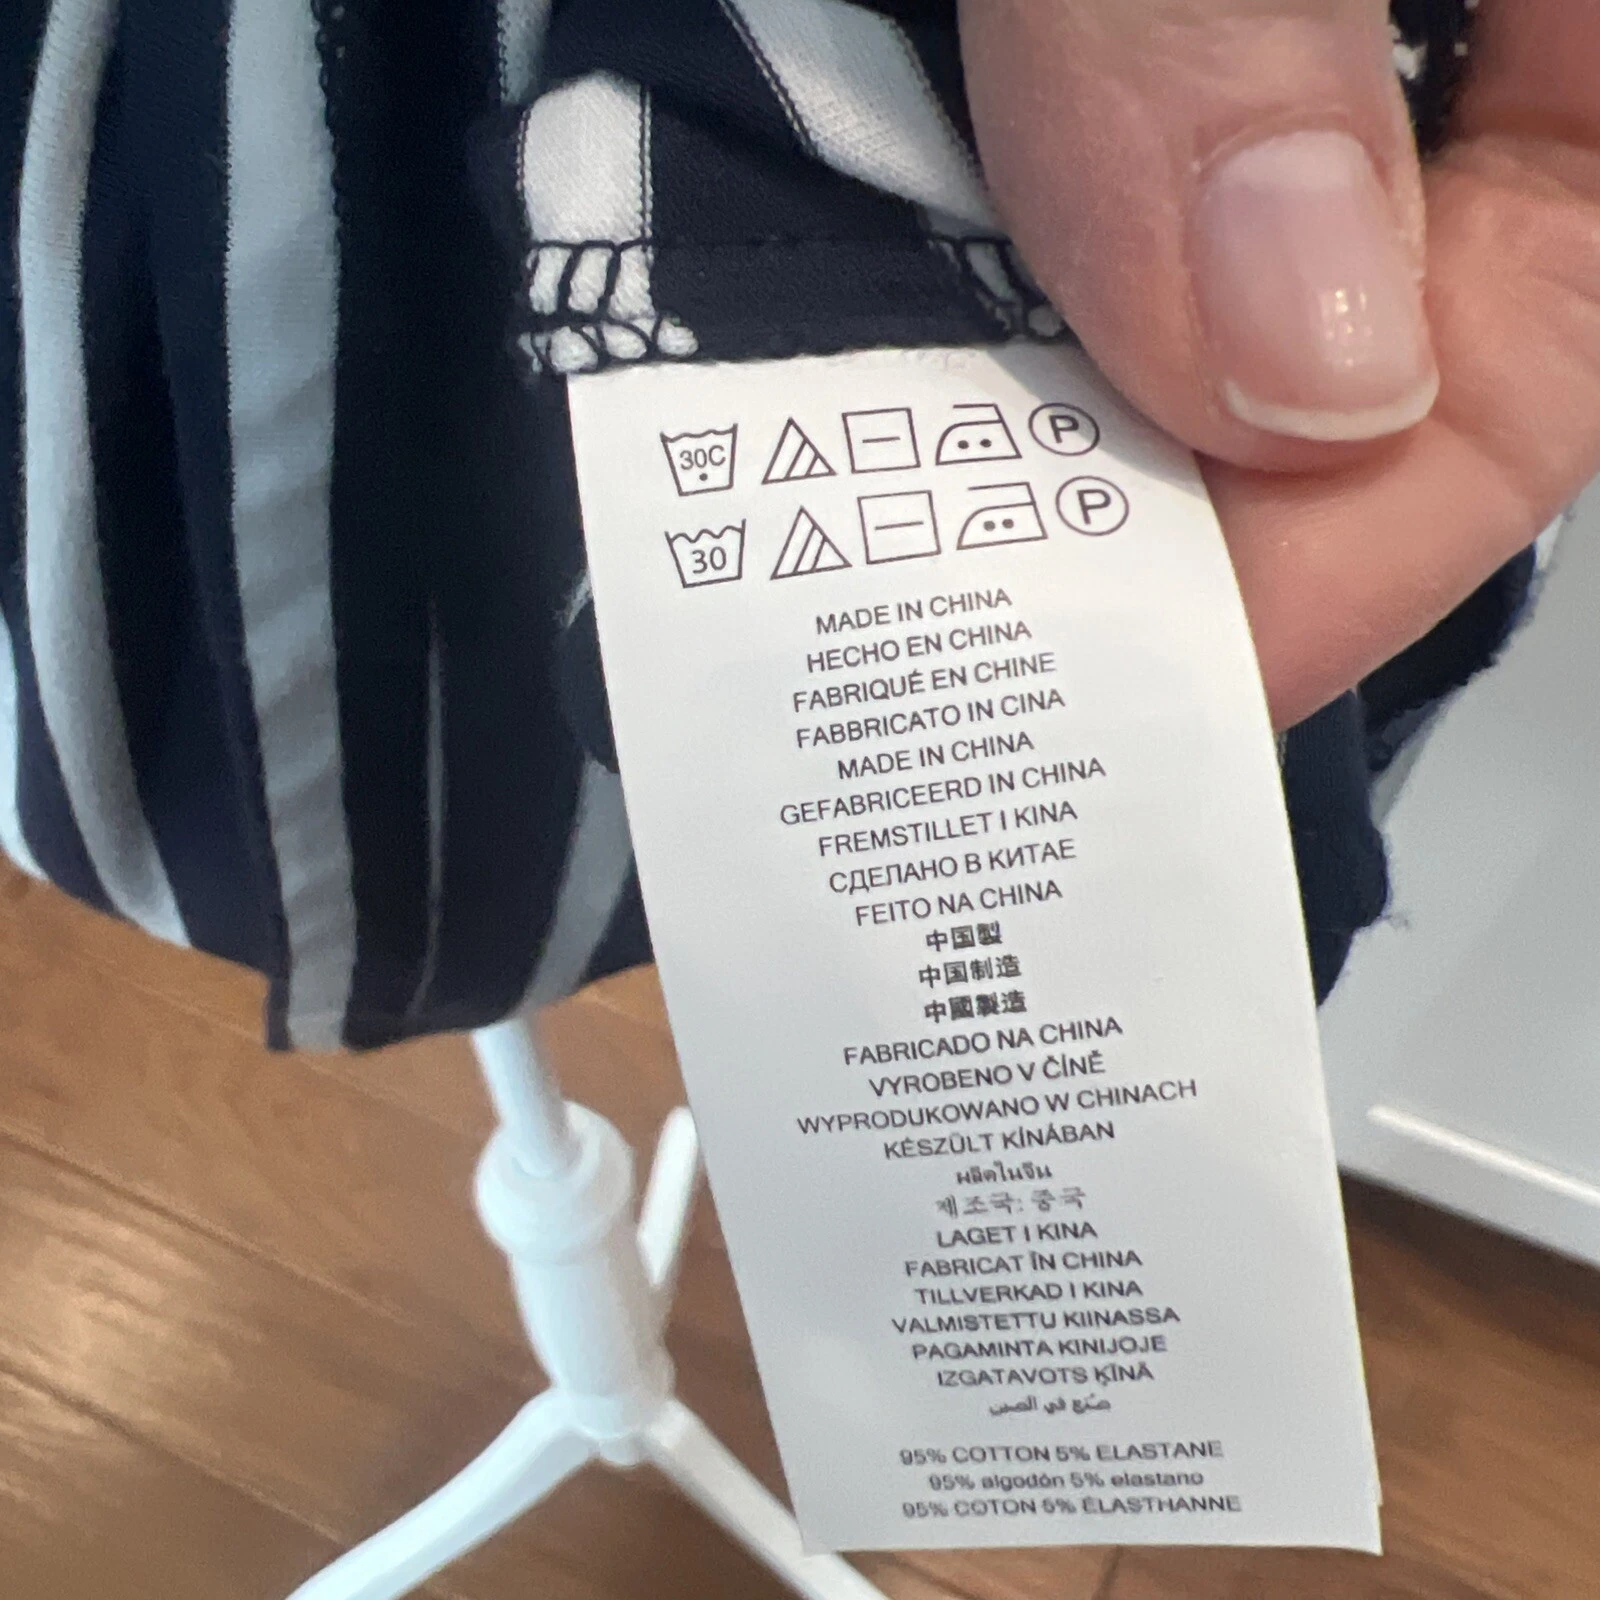 30C P
30 P
MADE IN CHINA
HECHO EN CHINA
FABRIQUÉ EN CHINE
FABBRICATO IN CINA
MADE IN CHINA
GEFABRICEERD IN CHINA
FREMSTILLET I KINA
СДЕЛАНО В КИТАЕ
FEITO NA CHINA
中国製
中国制造
中國製造
FABRICADO NA CHINA
VYROBENO V ČÍNĚ
WYPRODUKOWANO W CHINACH
KÉSZÜLT KÍNÁBAN
ผลิตในจีน
제조국: 중국
LAGET I KINA
FABRICAT ÎN CHINA
TILLVERKAD I KINA
VALMISTETTU KIINASSA
PAGAMINTA KINIJOJE
IZGATAVOTS ĶĪNĀ
صُنع في الصين
95% COTTON 5% ELASTANE
95% algodón 5% elastano
95% COTON 5% ÉLASTHANNE